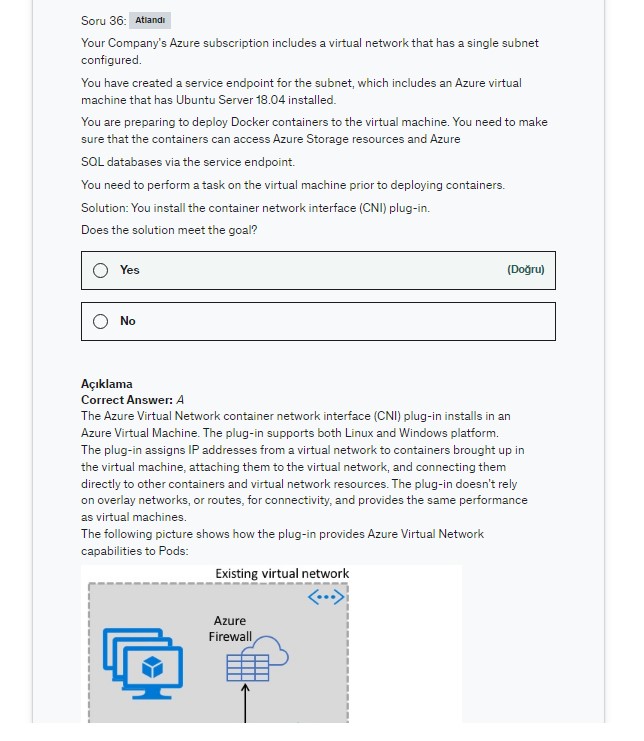 Soru 36: Atlandı
Your Company's Azure subscription includes a virtual network that has a single subnet
configured.
You have created a service endpoint for the subnet, which includes an Azure virtual
machine that has Ubuntu Server 18.04 installed.
You are preparing to deploy Docker containers to the virtual machine. You need to make
sure that the containers can access Azure Storage resources and Azure
SQL databases via the service endpoint.
You need to perform a task on the virtual machine prior to deploying containers.
Solution: You install the container network interface (CNI) plug-in.
Does the solution meet the goal?
Yes (Doğru)
No
Açıklama
Correct Answer: A
The Azure Virtual Network container network interface (CNI) plug-in installs in an
Azure Virtual Machine. The plug-in supports both Linux and Windows platform.
The plug-in assigns IP addresses from a virtual network to containers brought up in
the virtual machine, attaching them to the virtual network, and connecting them
directly to other containers and virtual network resources. The plug-in doesn't rely
on overlay networks, or routes, for connectivity, and provides the same performance
as virtual machines.
The following picture shows how the plug-in provides Azure Virtual Network
capabilities to Pods:
Existing virtual network
Azure
Firewall